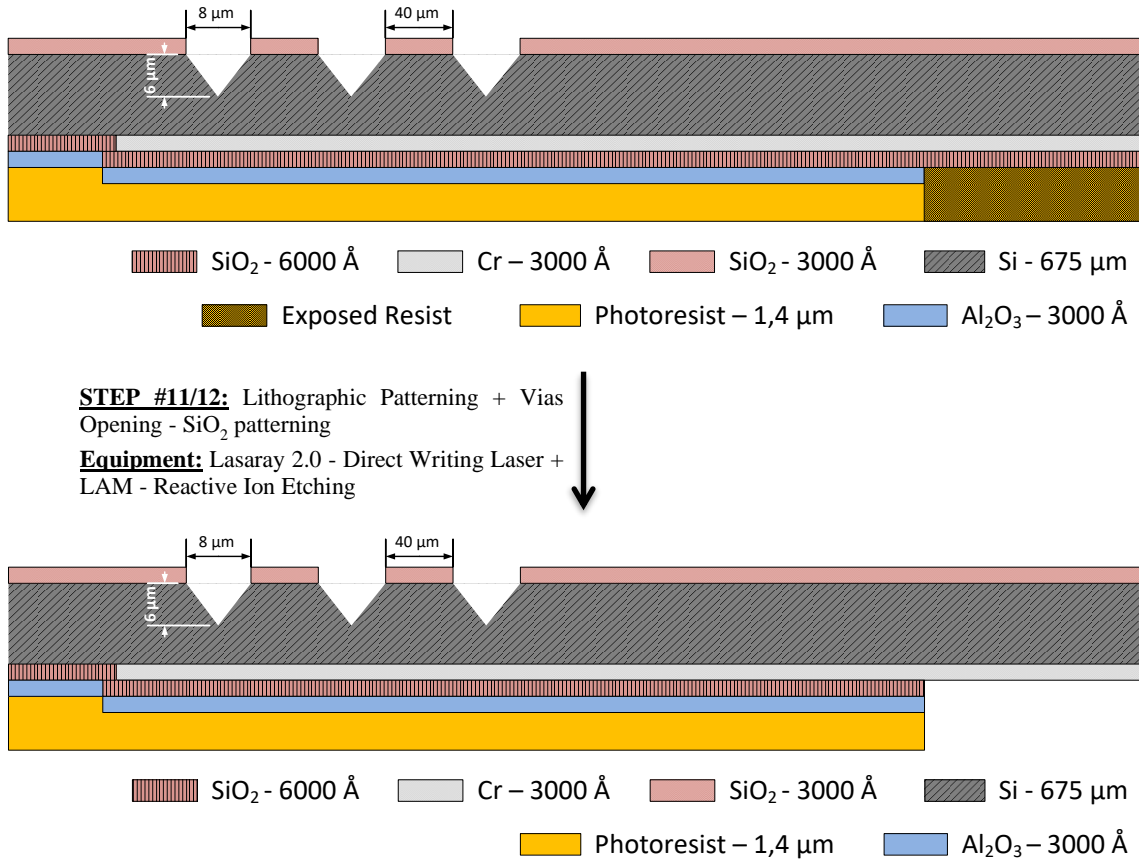 8 µm
40 µm
6 µm
SiO₂ - 6000 Å
Cr – 3000 Å
SiO₂ - 3000 Å
Si - 675 µm
Exposed Resist
Photoresist – 1,4 µm
Al₂O₃ – 3000 Å
STEP #11/12: Lithographic Patterning + Vias
Opening - SiO₂ patterning
Equipment: Lasaray 2.0 - Direct Writing Laser +
LAM - Reactive Ion Etching
8 µm
40 µm
6 µm
SiO₂ - 6000 Å
Cr – 3000 Å
SiO₂ - 3000 Å
Si - 675 µm
Photoresist – 1,4 µm
Al₂O₃ – 3000 Å